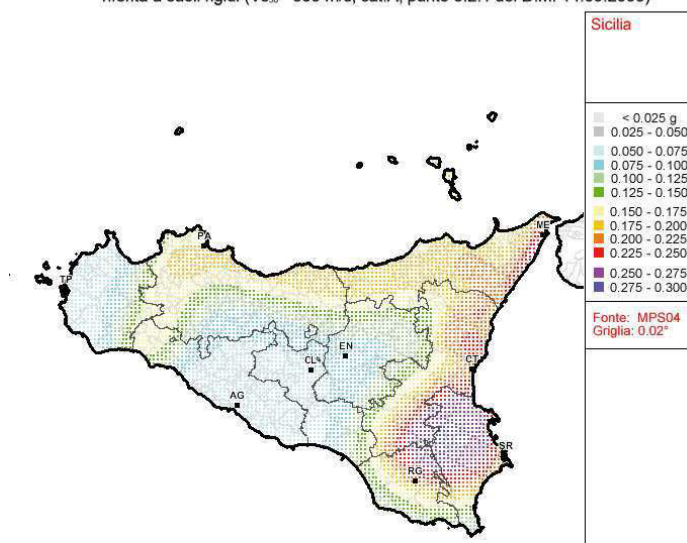 Sicilia
< 0.025 g
0.025 - 0.050
0.050 - 0.075
0.075 - 0.100
0.100 - 0.125
0.125 - 0.150
0.150 - 0.175
0.175 - 0.200
0.200 - 0.225
0.225 - 0.250
0.250 - 0.275
0.275 - 0.300
Fonte: MPS04
Griglia: 0.02°
ME
PA
TP
EN
CL
CT
AG
SR
RG